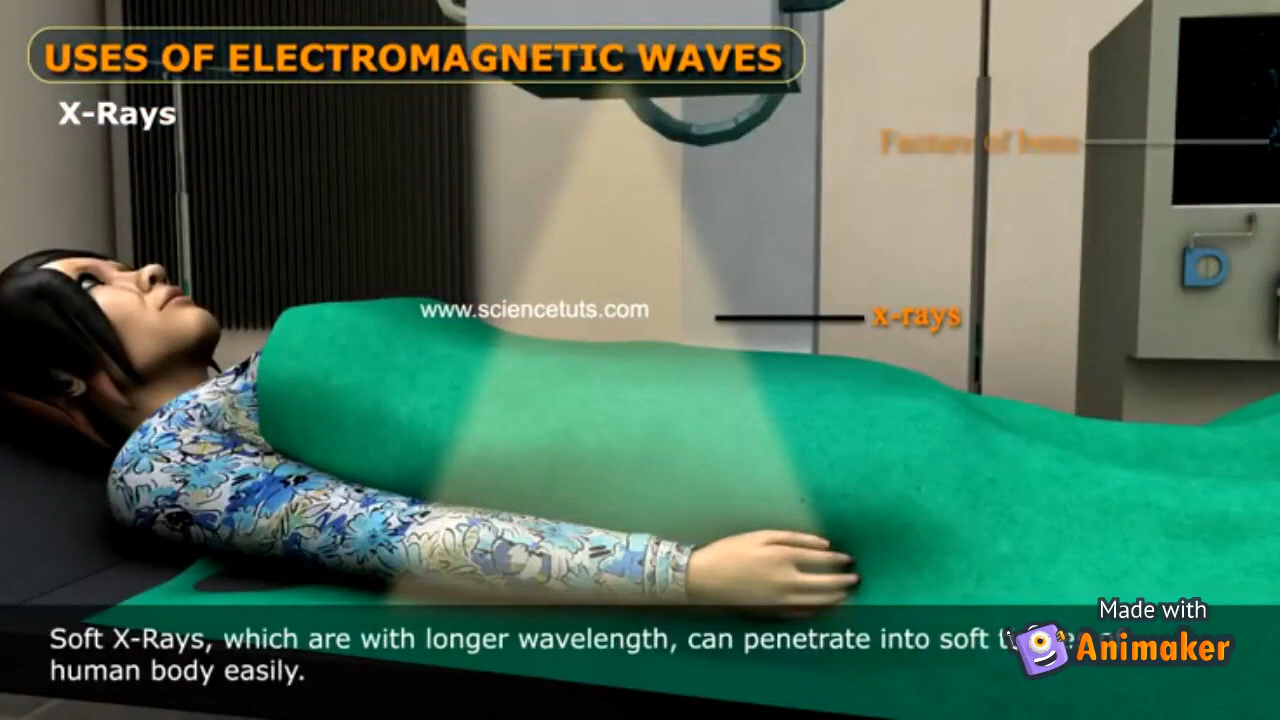 USES OF ELECTROMAGNETIC WAVES
X-Rays
www.sciencetuts.com
x-rays
Soft X-Rays, which are with longer wavelength, can penetrate into soft
human body easily.
Made with
Animaker